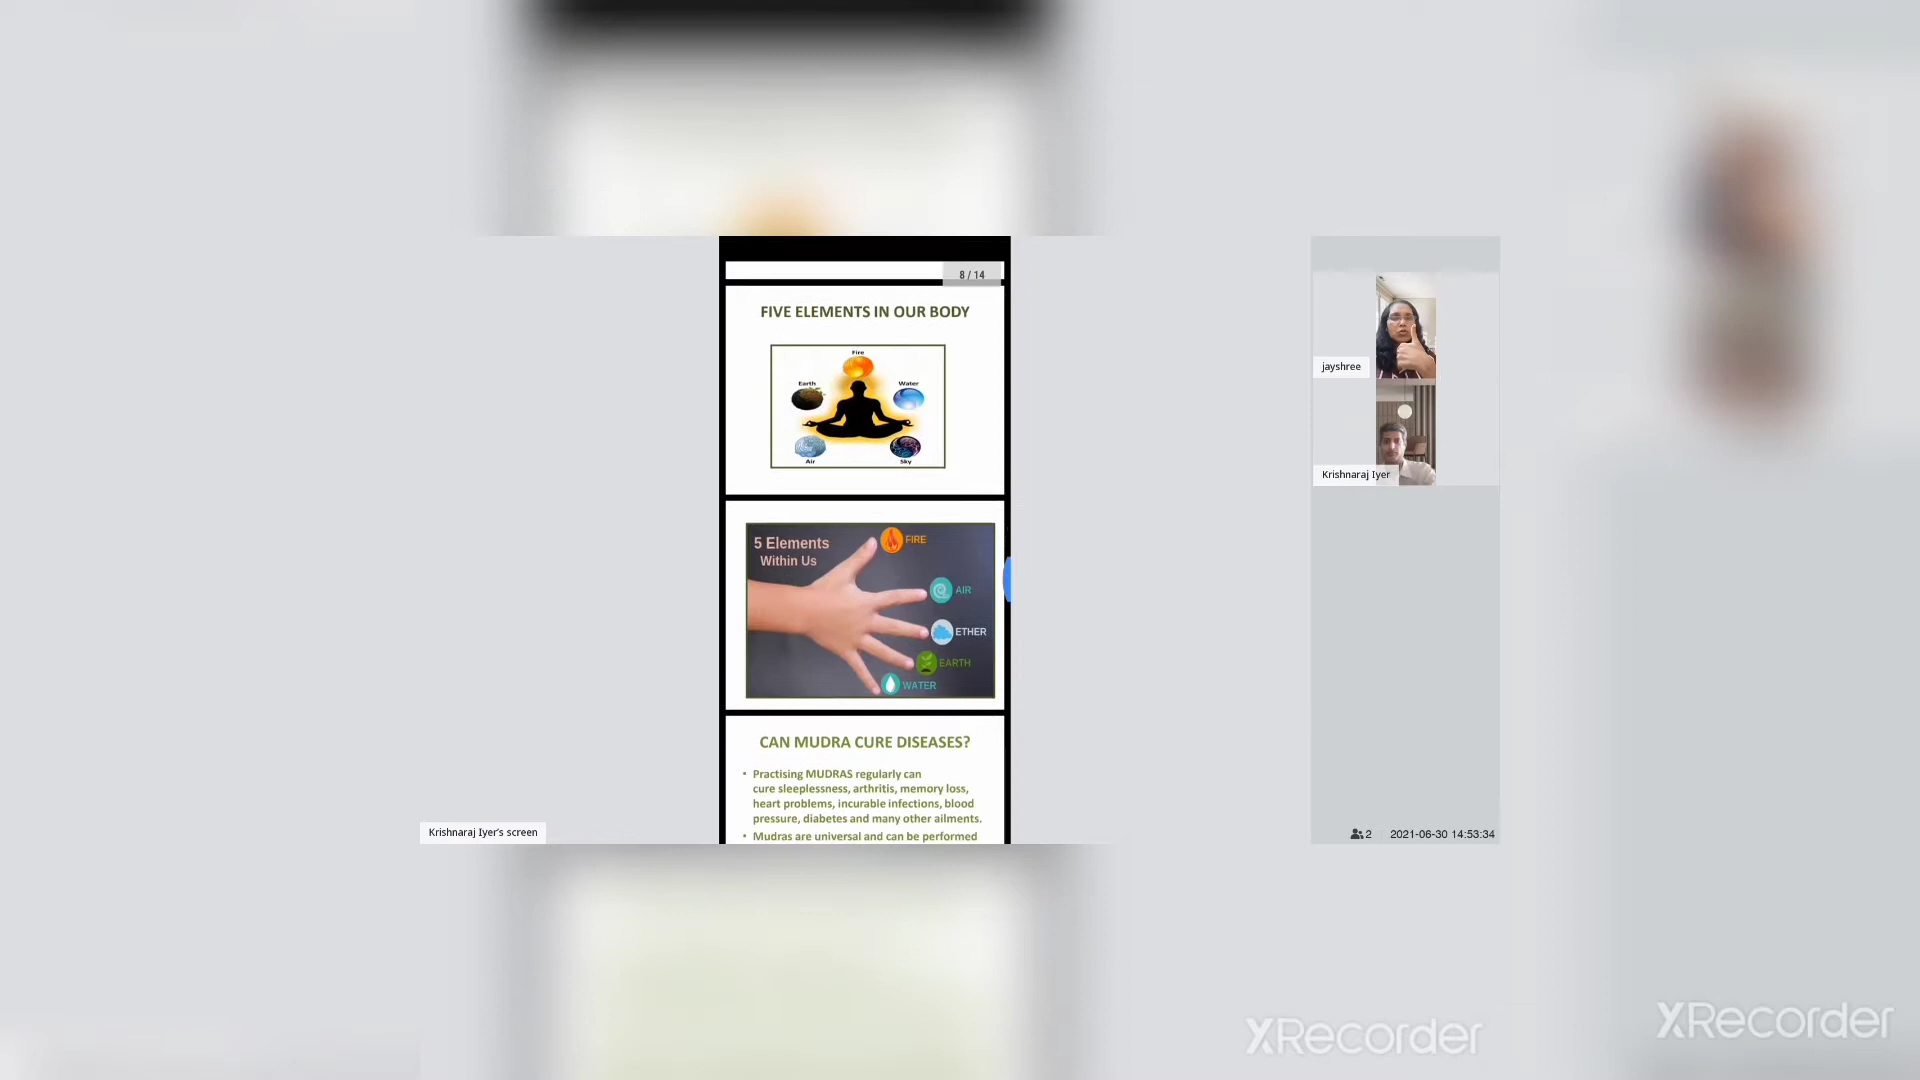 8 / 14
FIVE ELEMENTS IN OUR BODY
Fire
Earth
Water
Air
Sky
5 Elements
Within Us
FIRE
AIR
ETHER
EARTH
WATER
CAN MUDRA CURE DISEASES?
• Practising MUDRAS regularly can
cure sleeplessness, arthritis, memory loss,
heart problems, incurable infections, blood
pressure, diabetes and many other ailments.
• Mudras are universal and can be performed
Krishnaraj Iyer's screen
jayshree
Krishnaraj Iyer
2
2021-06-30 14:53:34
XRecorder
XRecorder